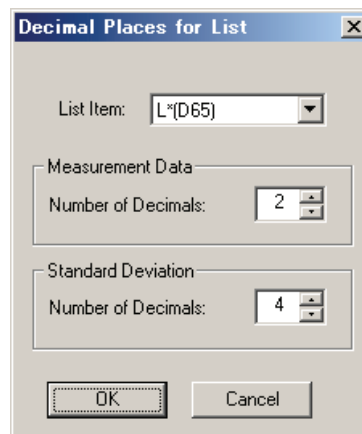 Decimal Places for List
List Item: L*(D65)
Measurement Data
Number of Decimals: 2
Standard Deviation
Number of Decimals: 4
OK Cancel